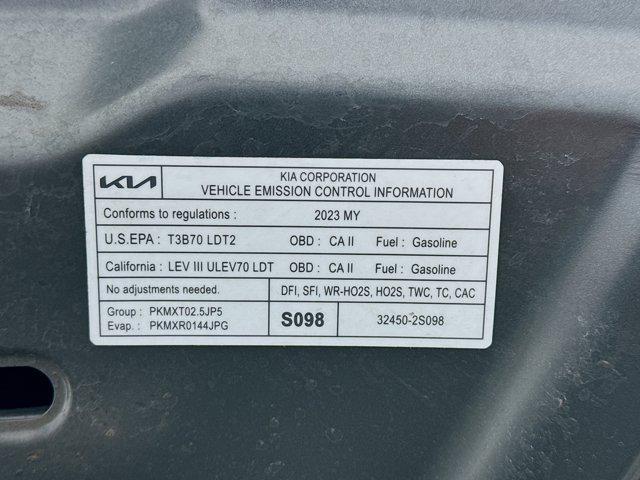 KIA KIA CORPORATION
VEHICLE EMISSION CONTROL INFORMATION
Conforms to regulations : 2023 MY
U.S.EPA : T3B70 LDT2 OBD : CA II Fuel : Gasoline
California : LEV III ULEV70 LDT OBD : CA II Fuel : Gasoline
No adjustments needed. DFI, SFI, WR-HO2S, HO2S, TWC, TC, CAC
Group : PKMXT02.5JP5 S098 32450-2S098
Evap. : PKMXR0144JPG